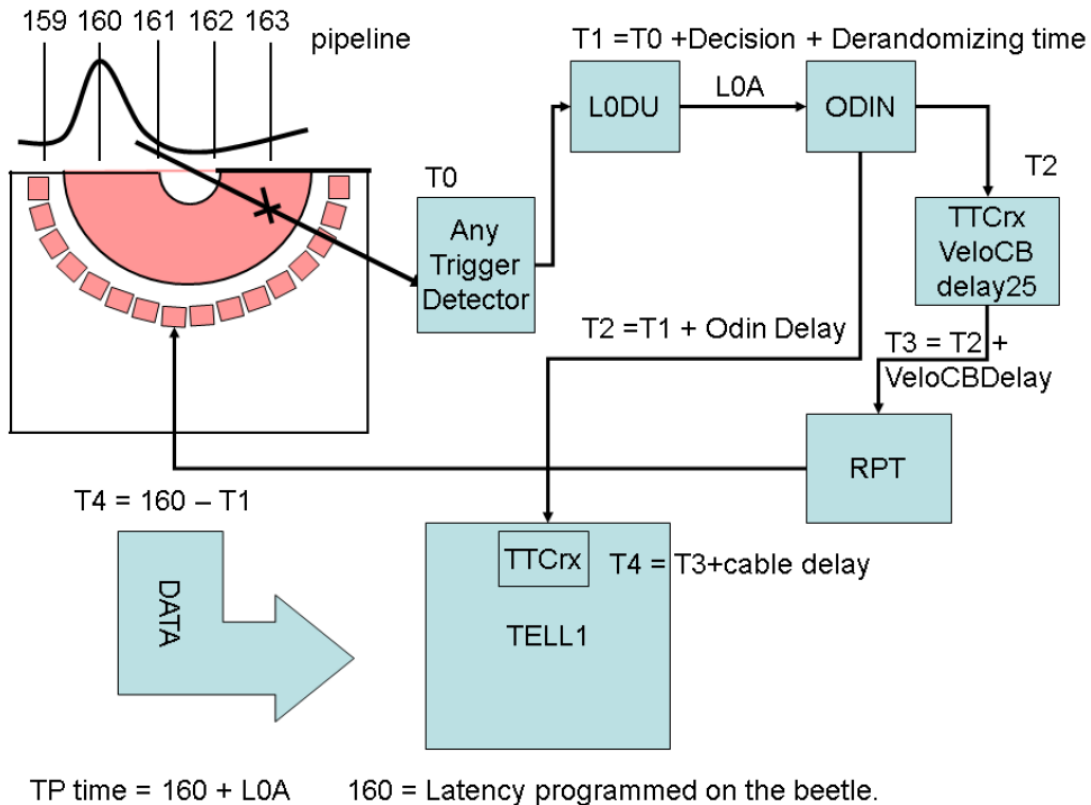 159 160 161 162 163
pipeline
T1 =T0 +Decision + Derandomizing time
L0DU
L0A
ODIN
T0
Any
Trigger
Detector
T2
TTCrx
VeloCB
delay25
T2 =T1 + Odin Delay
T3 = T2 +
VeloCBDelay
RPT
T4 = 160 – T1
DATA
TTCrx
T4 = T3+cable delay
TELL1
TP time = 160 + L0A
160 = Latency programmed on the beetle.